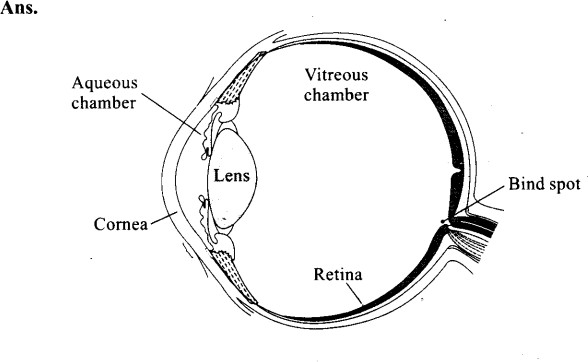 Ans.
Aqueous
chamber
Vitreous
chamber
Lens
Bind spot
Cornea
Retina